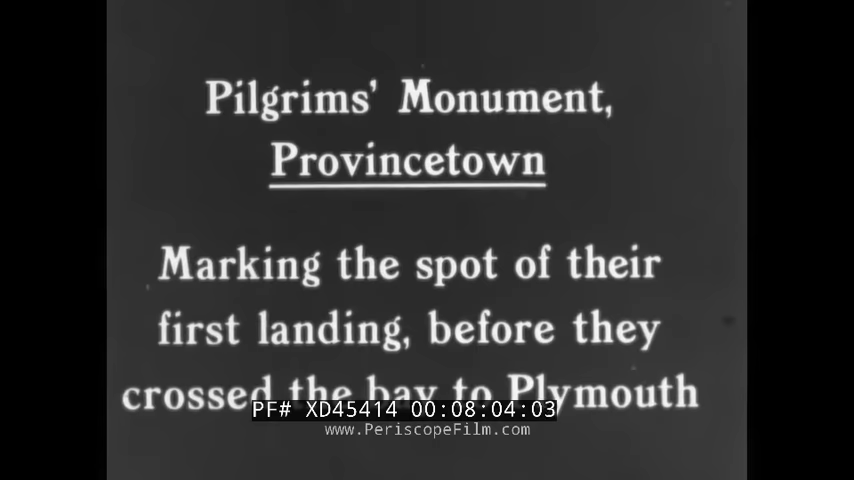 Pilgrims' Monument,
Provincetown
Marking the spot of their
first landing, before they
crossed the bay to Plymouth
PF# XD45414 00:08:04:03
www.PeriscopeFilm.com